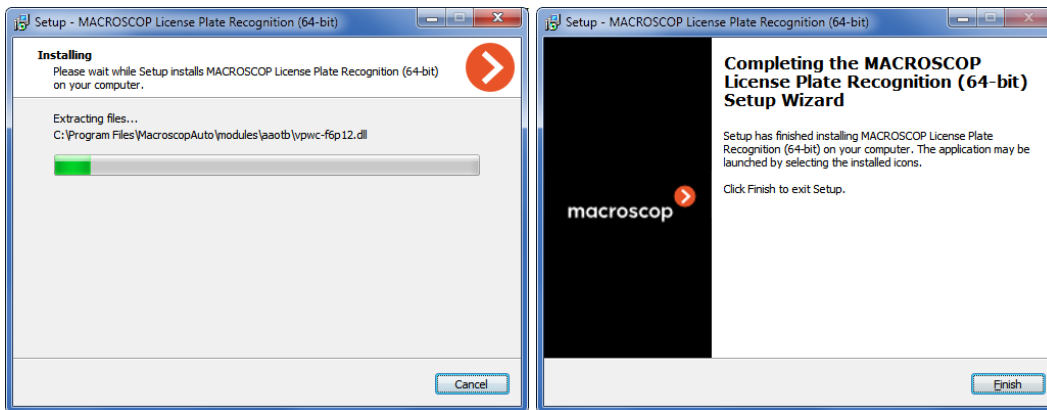 Setup - MACROSCOP License Plate Recognition (64-bit)
Installing
Please wait while Setup installs MACROSCOP License Plate Recognition (64-bit)
on your computer.
Extracting files...
C:\Program Files\MacroscopAuto\modules\aaotb\vpwc-f6p12.dll
Cancel
Setup - MACROSCOP License Plate Recognition (64-bit)
Completing the MACROSCOP
License Plate Recognition (64-bit)
Setup Wizard
Setup has finished installing MACROSCOP License Plate
Recognition (64-bit) on your computer. The application may be
launched by selecting the installed icons.
Click Finish to exit Setup.
macroscop
Finish